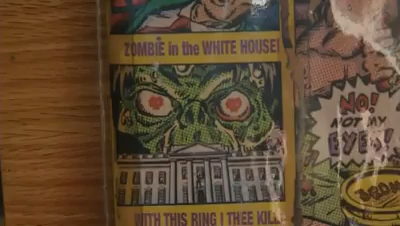 ZOMBIE in the WHITE HOUSE!
NO!
NOT MY
EYES!
WITH THIS RING I THEE KILL!